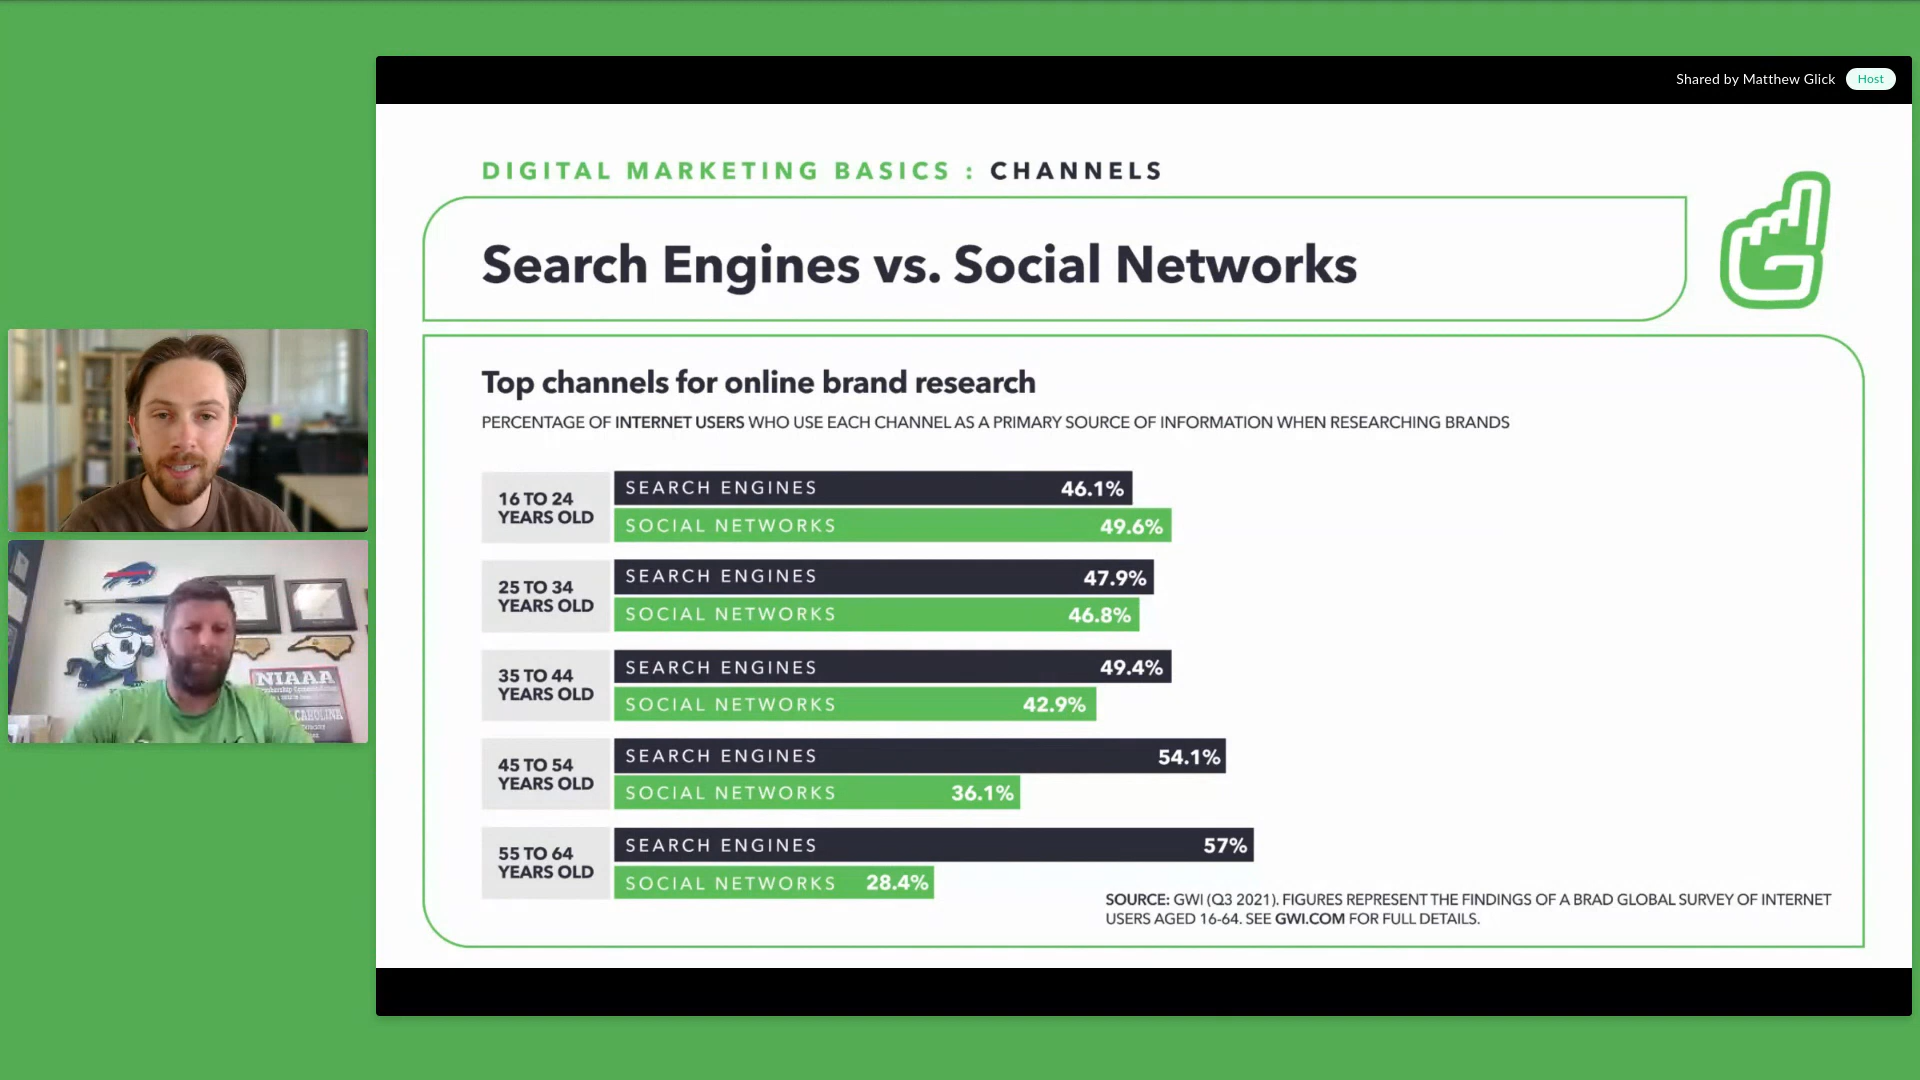 Shared by Matthew Glick Host
DIGITAL MARKETING BASICS : CHANNELS
Search Engines vs. Social Networks
Top channels for online brand research
PERCENTAGE OF INTERNET USERS WHO USE EACH CHANNEL AS A PRIMARY SOURCE OF INFORMATION WHEN RESEARCHING BRANDS
16 TO 24
YEARS OLD
SEARCH ENGINES 46.1%
SOCIAL NETWORKS 49.6%
25 TO 34
YEARS OLD
SEARCH ENGINES 47.9%
SOCIAL NETWORKS 46.8%
35 TO 44
YEARS OLD
SEARCH ENGINES 49.4%
SOCIAL NETWORKS 42.9%
45 TO 54
YEARS OLD
SEARCH ENGINES 54.1%
SOCIAL NETWORKS 36.1%
55 TO 64
YEARS OLD
SEARCH ENGINES 57%
SOCIAL NETWORKS 28.4%
SOURCE: GWI (Q3 2021). FIGURES REPRESENT THE FINDINGS OF A BRAD GLOBAL SURVEY OF INTERNET
USERS AGED 16-64. SEE GWI.COM FOR FULL DETAILS.
NIAAA
CAROLINA